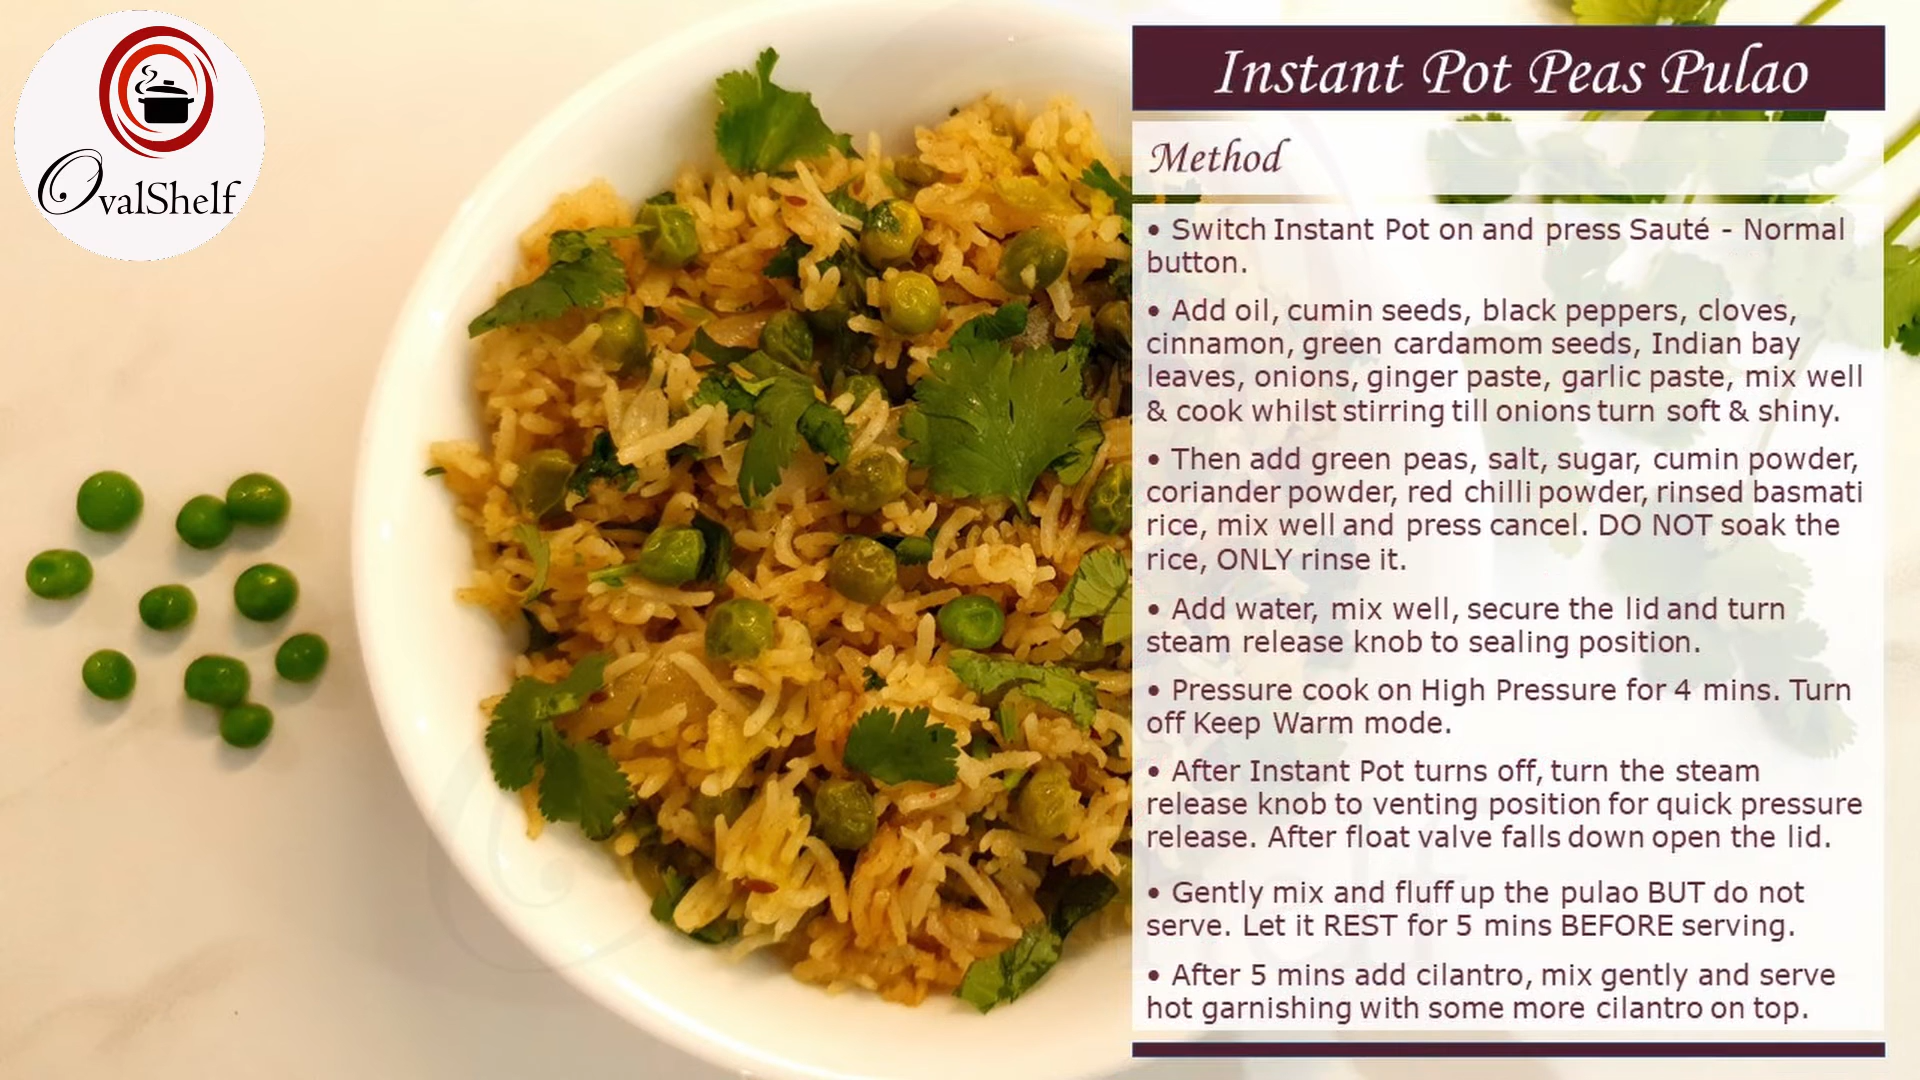 OvalShelf
Instant Pot Peas Pulao
Method
• Switch Instant Pot on and press Sauté - Normal
button.
• Add oil, cumin seeds, black peppers, cloves,
cinnamon, green cardamom seeds, Indian bay
leaves, onions, ginger paste, garlic paste, mix well
& cook whilst stirring till onions turn soft & shiny.
• Then add green peas, salt, sugar, cumin powder,
coriander powder, red chilli powder, rinsed basmati
rice, mix well and press cancel. DO NOT soak the
rice, ONLY rinse it.
• Add water, mix well, secure the lid and turn
steam release knob to sealing position.
• Pressure cook on High Pressure for 4 mins. Turn
off Keep Warm mode.
• After Instant Pot turns off, turn the steam
release knob to venting position for quick pressure
release. After float valve falls down open the lid.
• Gently mix and fluff up the pulao BUT do not
serve. Let it REST for 5 mins BEFORE serving.
• After 5 mins add cilantro, mix gently and serve
hot garnishing with some more cilantro on top.